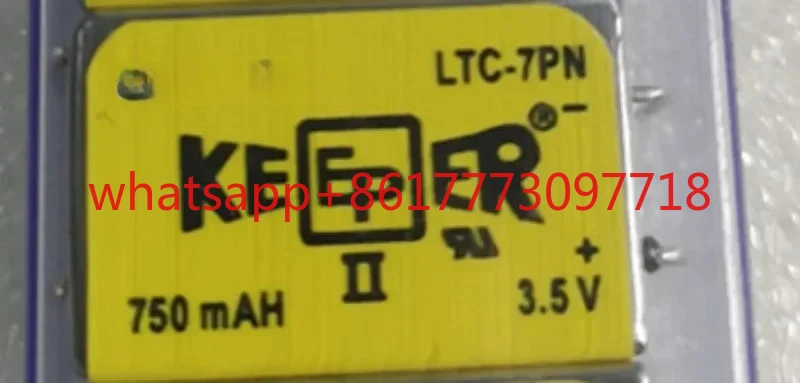 LTC-7PN
KEEPER® −
whatsapp+8617773097718
II
+
750 mAH 3.5 V